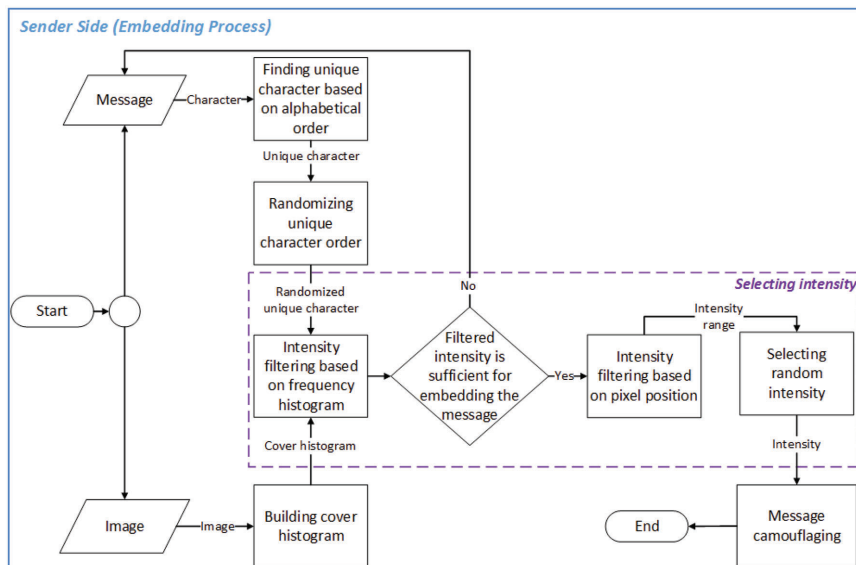 Sender Side (Embedding Process)
Message
Character
Finding unique
character based
on alphabetical
order
Unique character
Randomizing
unique
character order
Selecting intensity
No
Randomized
unique character
Start
Intensity
filtering based
on frequency
histogram
Filtered
intensity is
sufficient for
embedding the
message
Yes
Intensity
filtering based
on pixel position
Intensity
range
Selecting
random
intensity
Cover histogram
Intensity
Image
Image
Building cover
histogram
End
Message
camouflaging